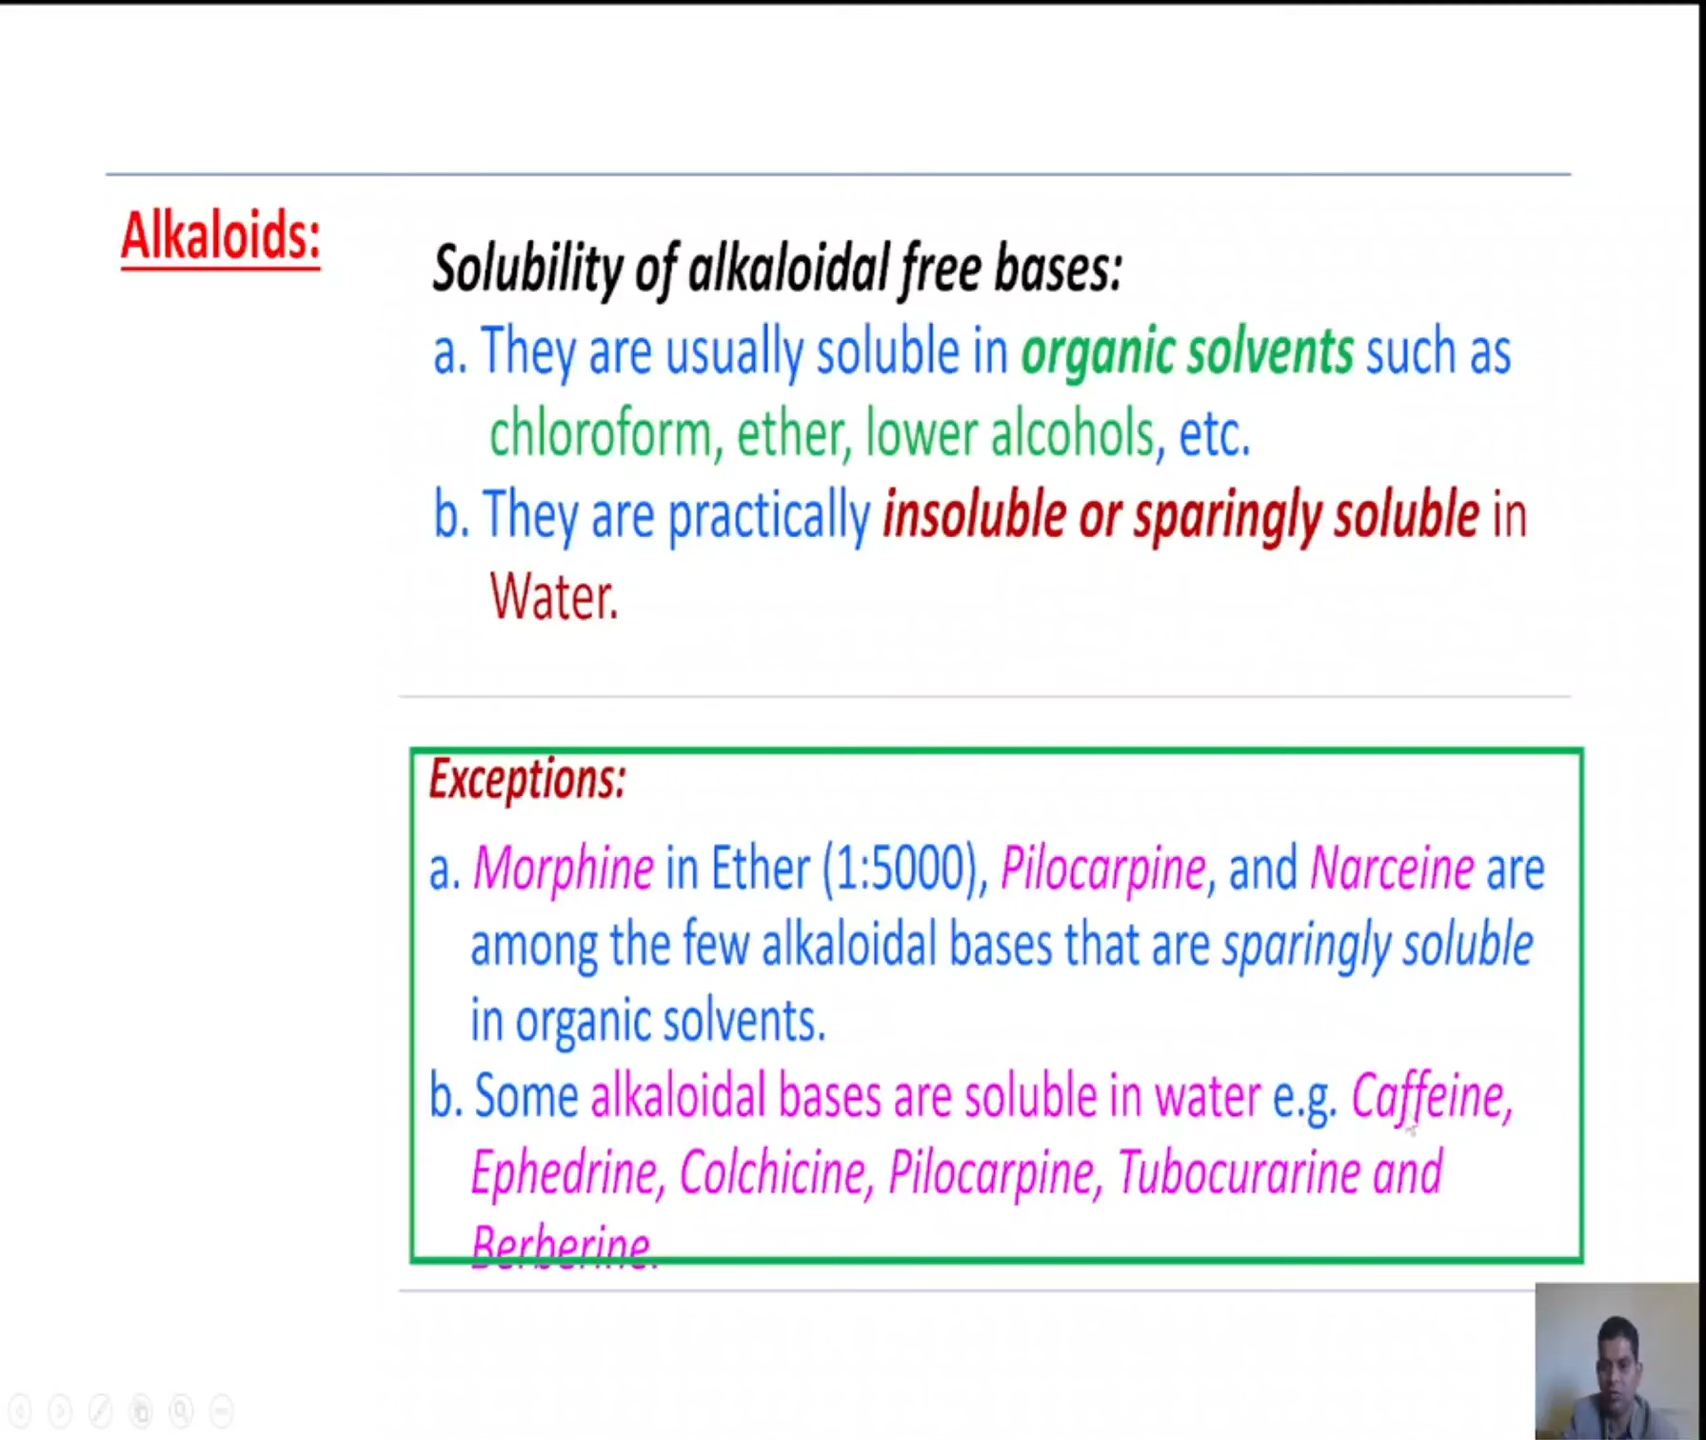 Alkaloids:
Solubility of alkaloidal free bases:
a. They are usually soluble in organic solvents such as
chloroform, ether, lower alcohols, etc.
b. They are practically insoluble or sparingly soluble in
Water.
Exceptions:
a. Morphine in Ether (1:5000), Pilocarpine, and Narceine are
among the few alkaloidal bases that are sparingly soluble
in organic solvents.
b. Some alkaloidal bases are soluble in water e.g. Caffeine,
Ephedrine, Colchicine, Pilocarpine, Tubocurarine and
Berberine.